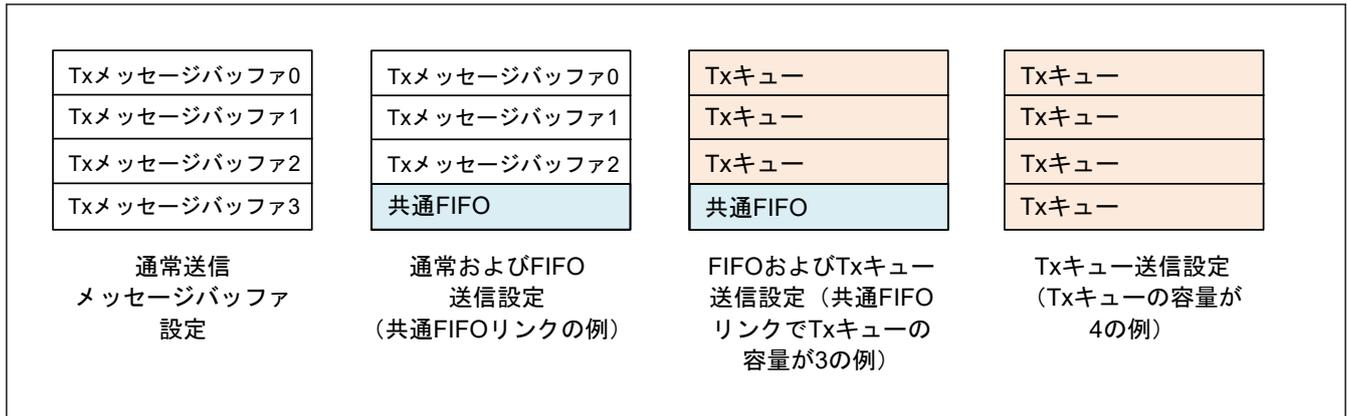 Txメッセージバッファ0
Txメッセージバッファ1
Txメッセージバッファ2
Txメッセージバッファ3
通常送信
メッセージバッファ
設定
Txメッセージバッファ0
Txメッセージバッファ1
Txメッセージバッファ2
共通FIFO
通常およびFIFO
送信設定
（共通FIFOリンクの例）
Txキュー
Txキュー
Txキュー
共通FIFO
FIFOおよびTxキュー
送信設定（共通FIFO
リンクでTxキューの
容量が3の例）
Txキュー
Txキュー
Txキュー
Txキュー
Txキュー送信設定
（Txキューの容量が
4の例）